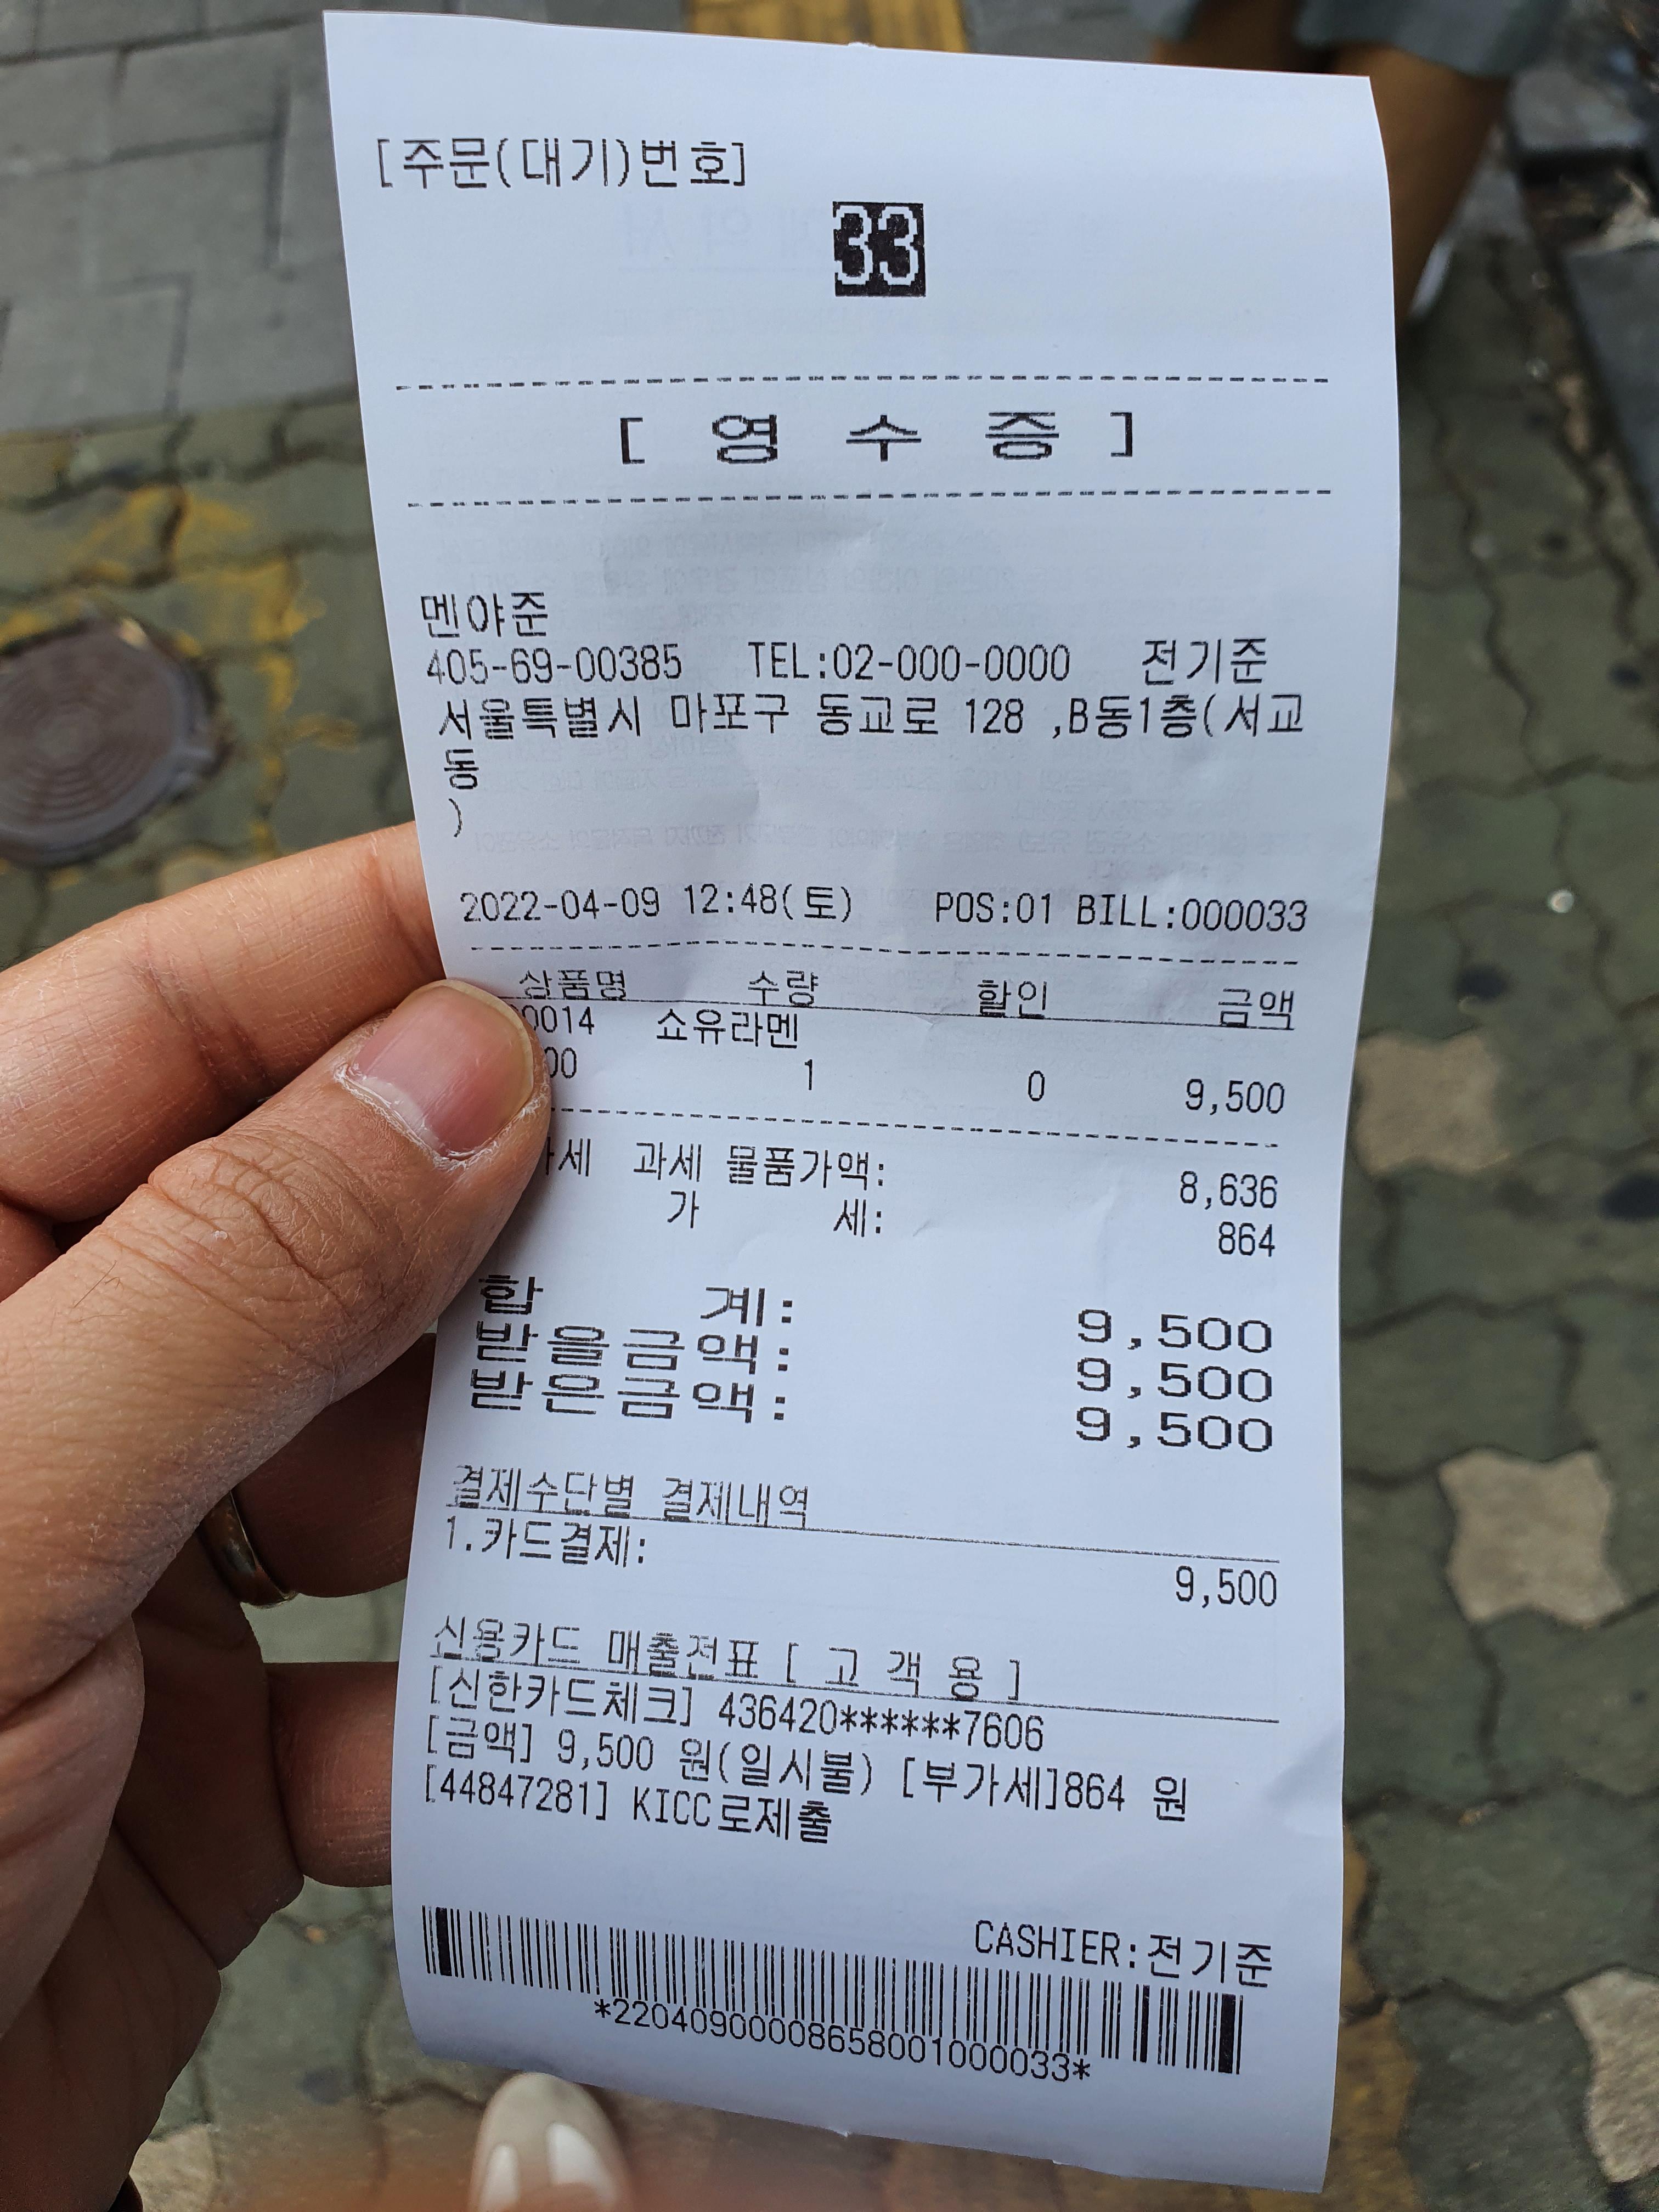 [주문(대기)번호]
33
[ 영 수 증 ]
멘야준
405-69-00385 TEL:02-000-0000 전기준
서울특별시 마포구 동교로 128 ,B동1층(서교
동
)
2022-04-09 12:48(토) POS:01 BILL:000033
상품명 수량 할인 금액
0014 쇼유라멘
00 1 0 9,500
세 과세 물품가액: 8,636
가 세: 864
합 계: 9,500
받을금액: 9,500
받은금액: 9,500
결제수단별 결제내역
1.카드결제: 9,500
신용카드 매출전표 [ 고 객 용 ]
[신한카드체크] 436420******7606
[금액] 9,500 원(일시불) [부가세]864 원
[44847281] KICC로제출
CASHIER:전기준
*22040900008658001000033*